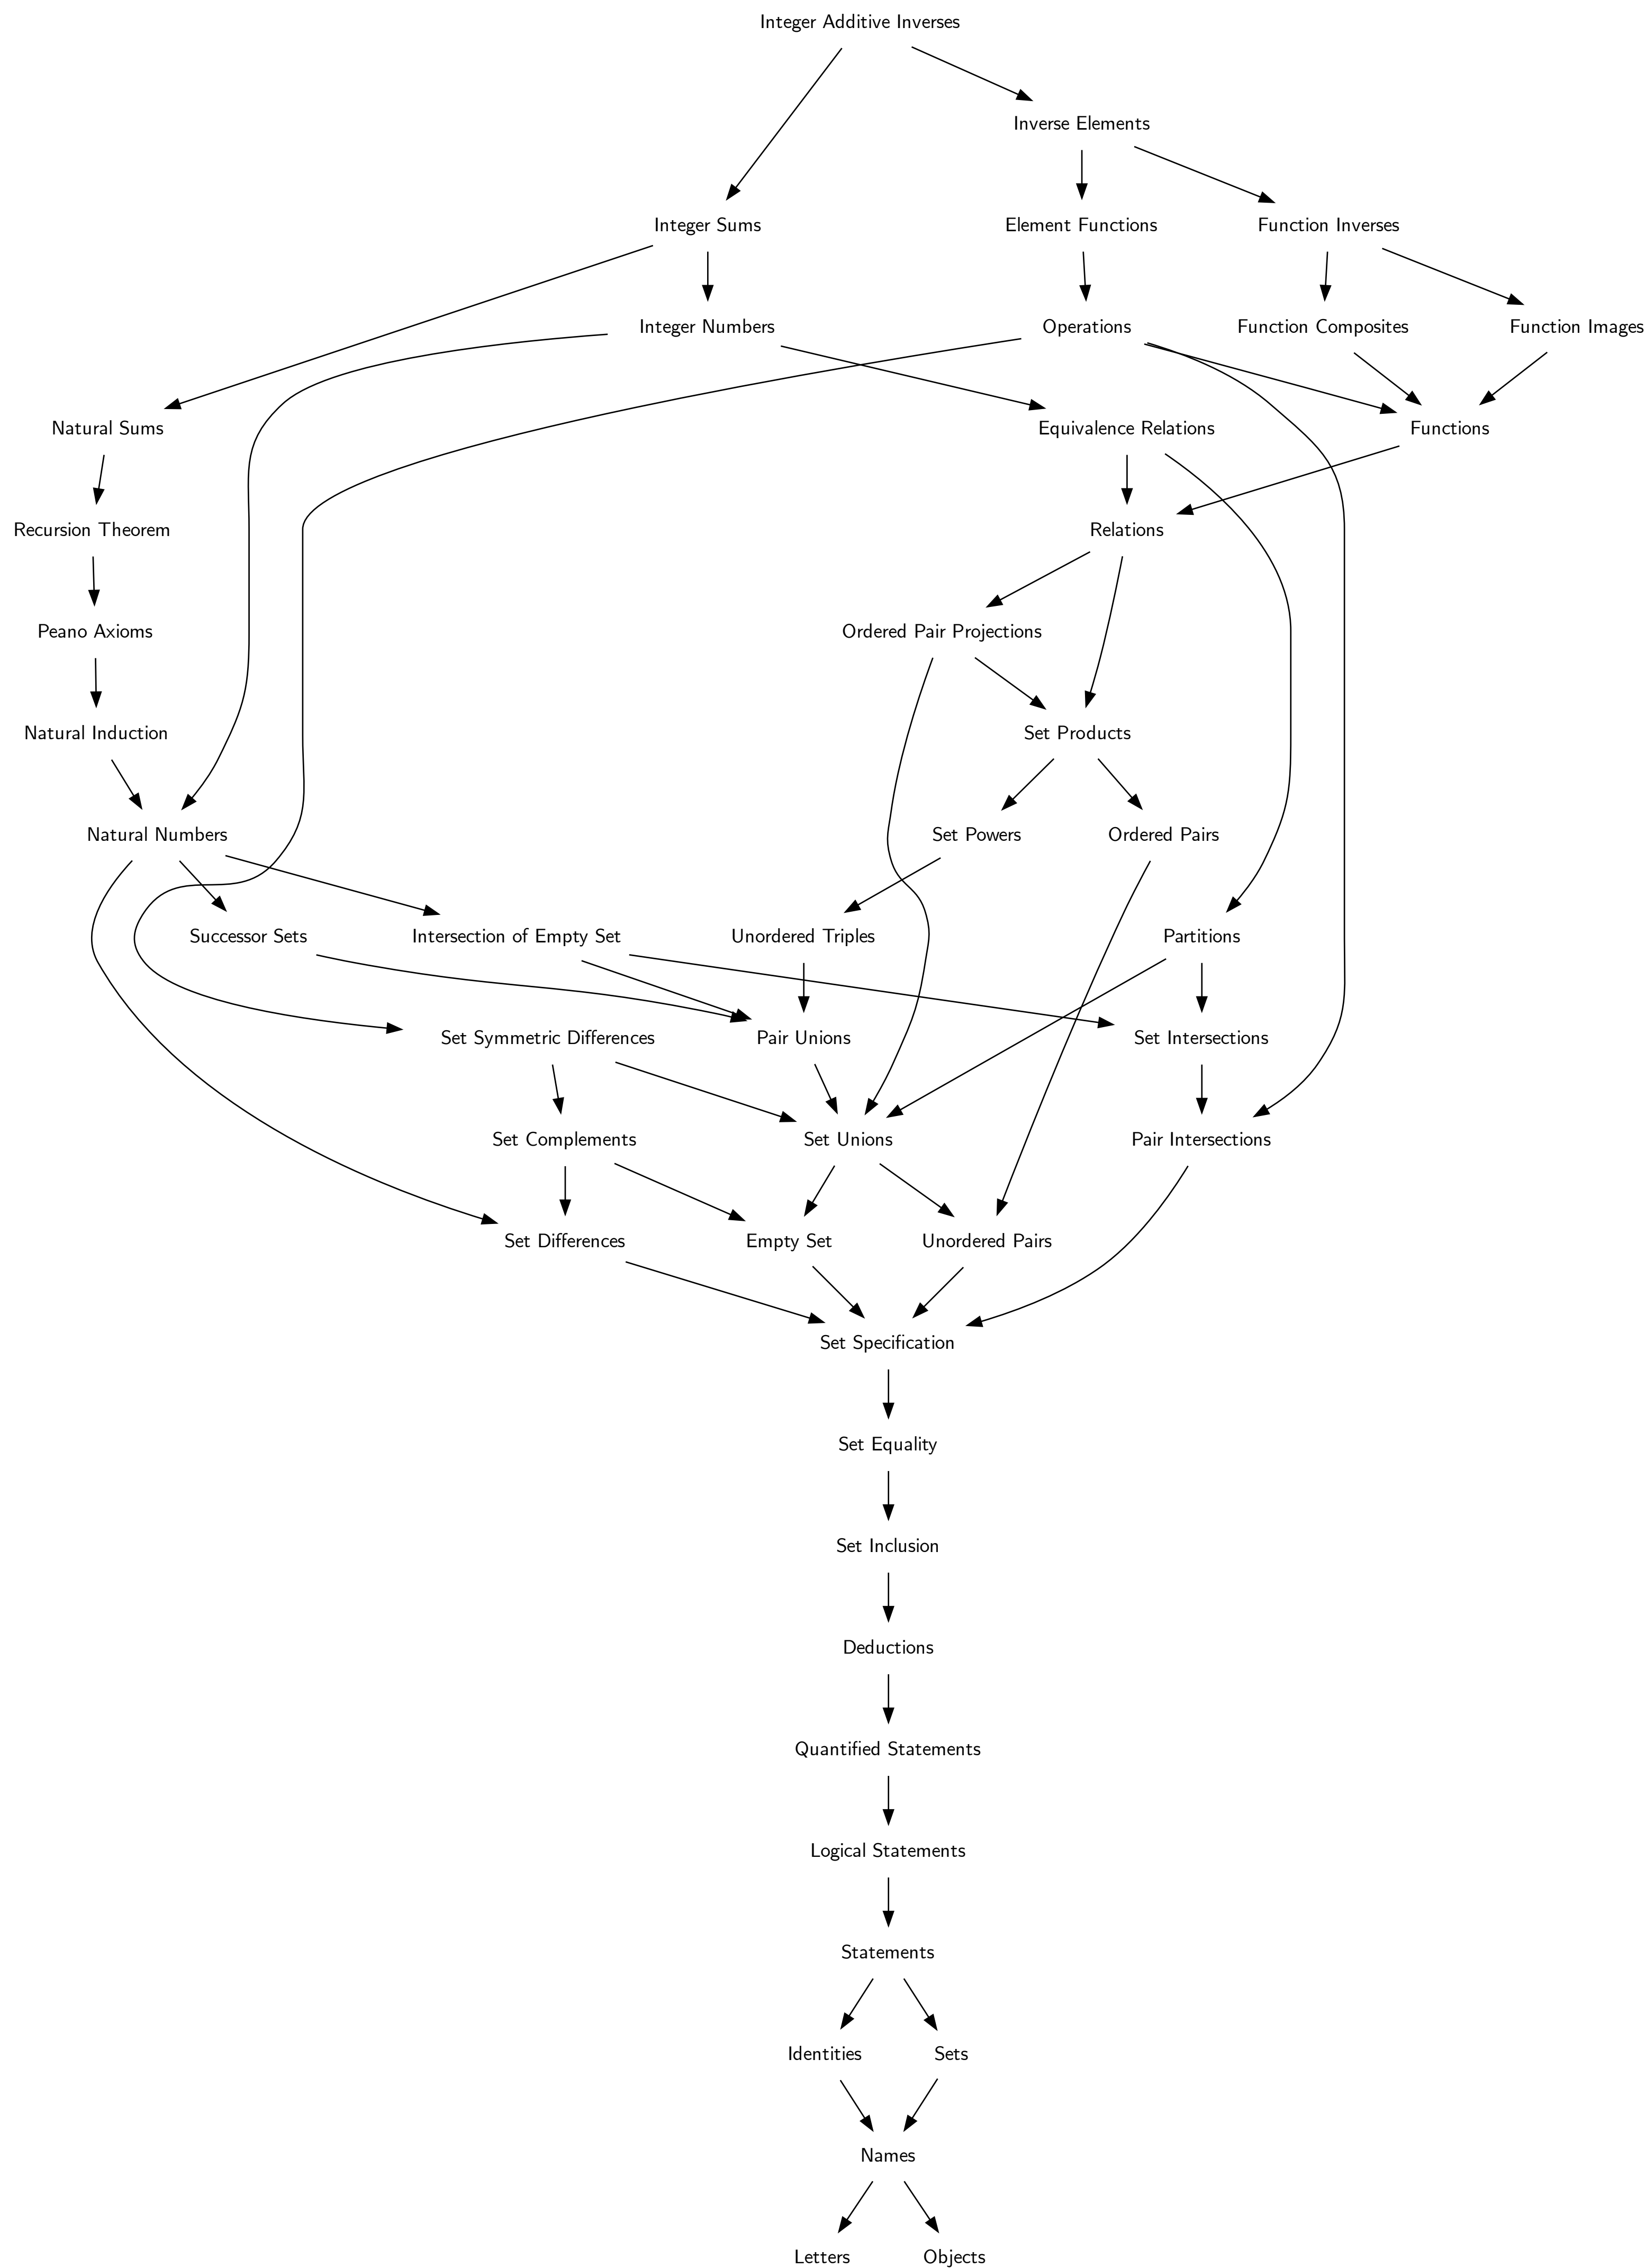 Integer Additive Inverses
Inverse Elements
Integer Sums
Element Functions
Function Inverses
Integer Numbers
Operations
Function Composites
Function Images
Natural Sums
Equivalence Relations
Functions
Recursion Theorem
Relations
Peano Axioms
Ordered Pair Projections
Natural Induction
Set Products
Natural Numbers
Set Powers
Ordered Pairs
Successor Sets
Intersection of Empty Set
Unordered Triples
Partitions
Set Symmetric Differences
Pair Unions
Set Intersections
Set Complements
Set Unions
Pair Intersections
Set Differences
Empty Set
Unordered Pairs
Set Specification
Set Equality
Set Inclusion
Deductions
Quantified Statements
Logical Statements
Statements
Identities
Sets
Names
Letters
Objects